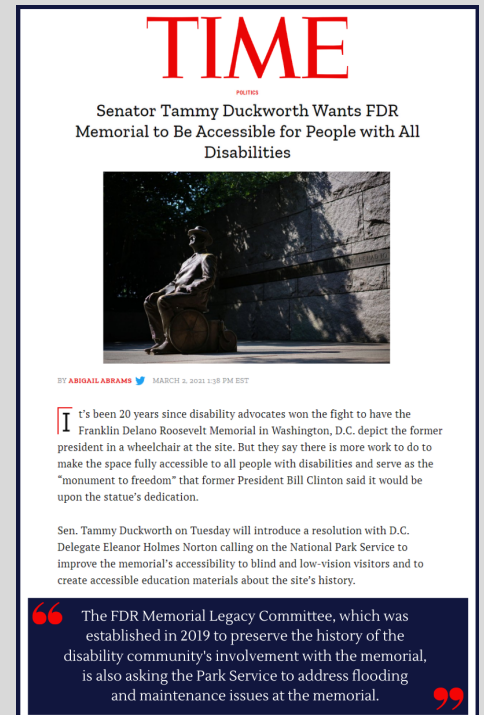 TIME
POLITICS
Senator Tammy Duckworth Wants FDR
Memorial to Be Accessible for People with All
Disabilities
BY ABIGAIL ABRAMS MARCH 2, 2021 1:38 PM EST
It's been 20 years since disability advocates won the fight to have the
Franklin Delano Roosevelt Memorial in Washington, D.C. depict the former
president in a wheelchair at the site. But they say there is more work to do to
make the space fully accessible to all people with disabilities and serve as the
“monument to freedom” that former President Bill Clinton said it would be
upon the statue's dedication.
Sen. Tammy Duckworth on Tuesday will introduce a resolution with D.C.
Delegate Eleanor Holmes Norton calling on the National Park Service to
improve the memorial's accessibility to blind and low-vision visitors and to
create accessible education materials about the site's history.
“The FDR Memorial Legacy Committee, which was
established in 2019 to preserve the history of the
disability community's involvement with the memorial,
is also asking the Park Service to address flooding
and maintenance issues at the memorial.”